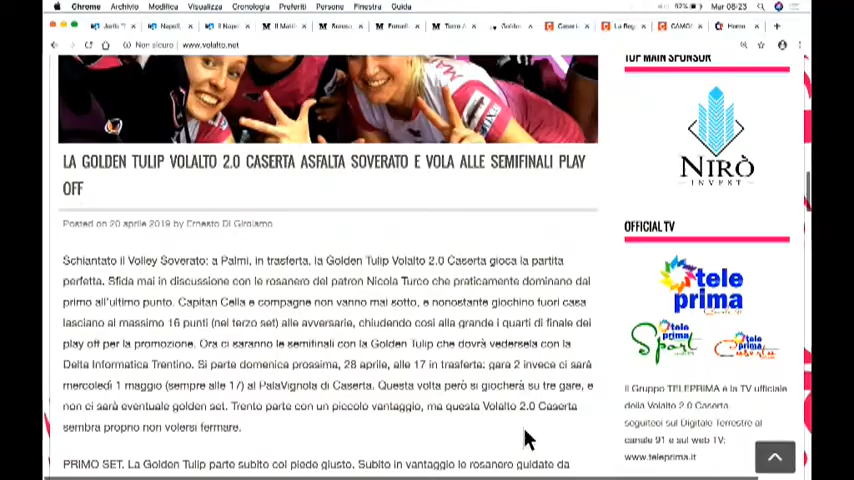 Chrome Archivio Modifica Visualizza Cronologia Preferiti Persone Finestra Guida
62% Mar 08:23
Non sicuro www.volalto.net
TOP MAIN SPONSOR
NIRÒ
INVEST
LA GOLDEN TULIP VOLALTO 2.0 CASERTA ASFALTA SOVERATO E VOLA ALLE SEMIFINALI PLAY
OFF
Posted on 20 aprile 2019 by Ernesto Di Girolamo
Schiantato il Volley Soverato: a Palmi, in trasferta, la Golden Tulip Volalto 2.0 Caserta gioca la partita
perfetta. Sfida mai in discussione con le rosanero del patron Nicola Turco che praticamente dominano dal
primo all'ultimo punto. Capitan Cella e compagne non vanno mai sotto, e nonostante giochino fuori casa
lasciano al massimo 16 punti (nel terzo set) alle avversarie, chiudendo così alla grande i quarti di finale dei
play off per la promozione. Ora ci saranno le semifinali con la Golden Tulip che dovrà vedersela con la
Delta Informatica Trentino. Si parte domenica prossima, 28 aprile, alle 17 in trasferta: gara 2 invece ci sarà
mercoledì 1 maggio (sempre alle 17) al PalaVignola di Caserta. Questa volta però si giocherà su tre gare, e
non ci sarà eventuale golden set. Trento parte con un piccolo vantaggio, ma questa Volalto 2.0 Caserta
sembra proprio non volersi fermare.
PRIMO SET. La Golden Tulip parte subito col piede giusto. Subito in vantaggio le rosanero guidate da
OFFICIAL TV
tele
prima
tele
prima
Sport
tele
prima
Caserta
Il Gruppo TELEPRIMA è la TV ufficiale
della Volalto 2.0 Caserta,
seguiteci sul Digitale Terrestre al
canale 91 e sul web TV:
www.teleprima.it